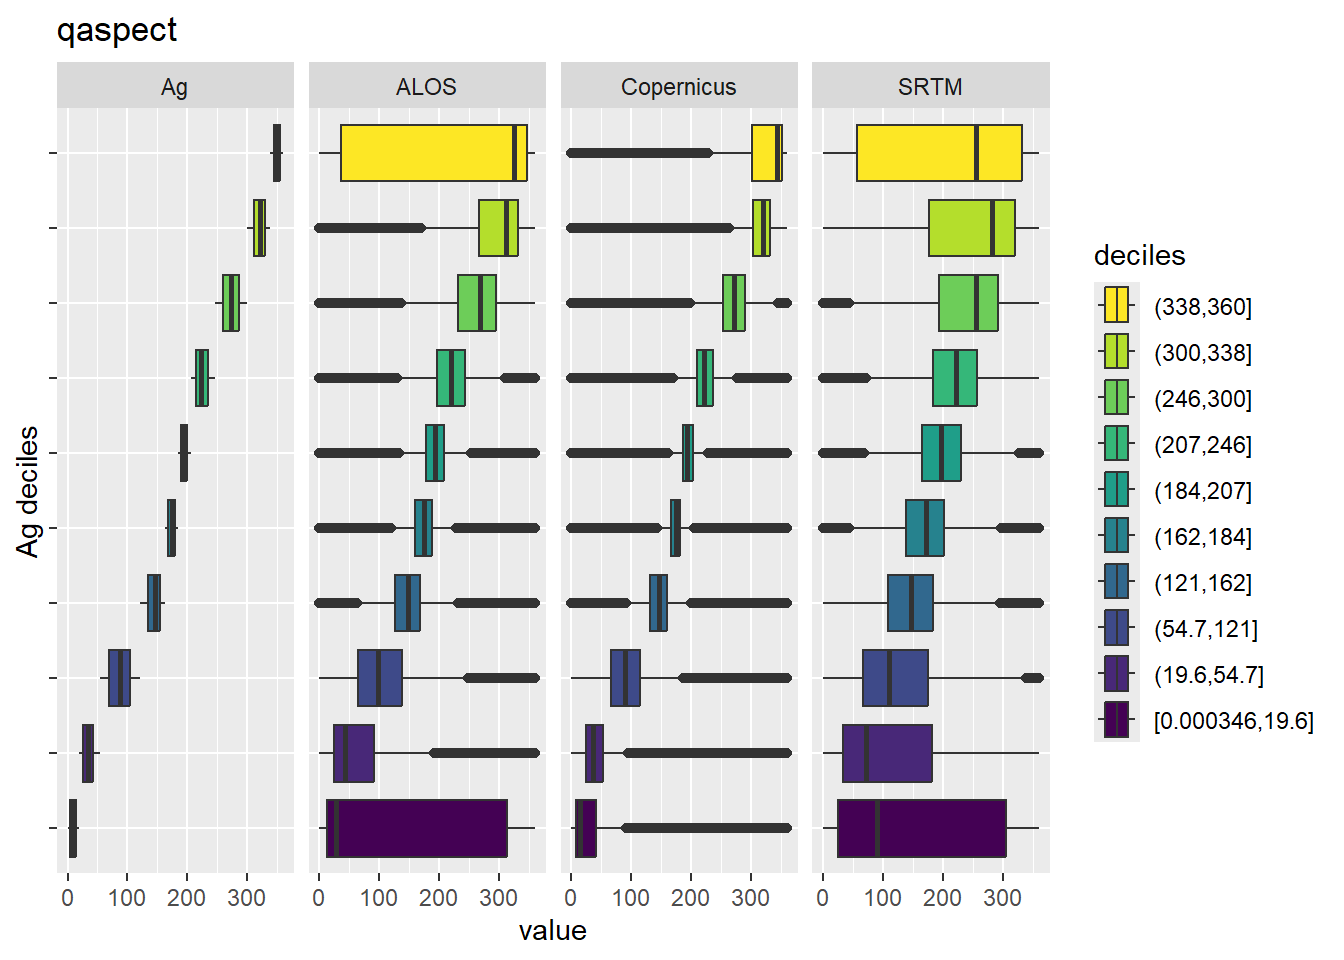 qaspect
Ag
ALOS
Copernicus
SRTM
Ag deciles
0 100 200 300
0 100 200 300
0 100 200 300
0 100 200 300
value
deciles
(338,360]
(300,338]
(246,300]
(207,246]
(184,207]
(162,184]
(121,162]
(54.7,121]
(19.6,54.7]
[0.000346,19.6]